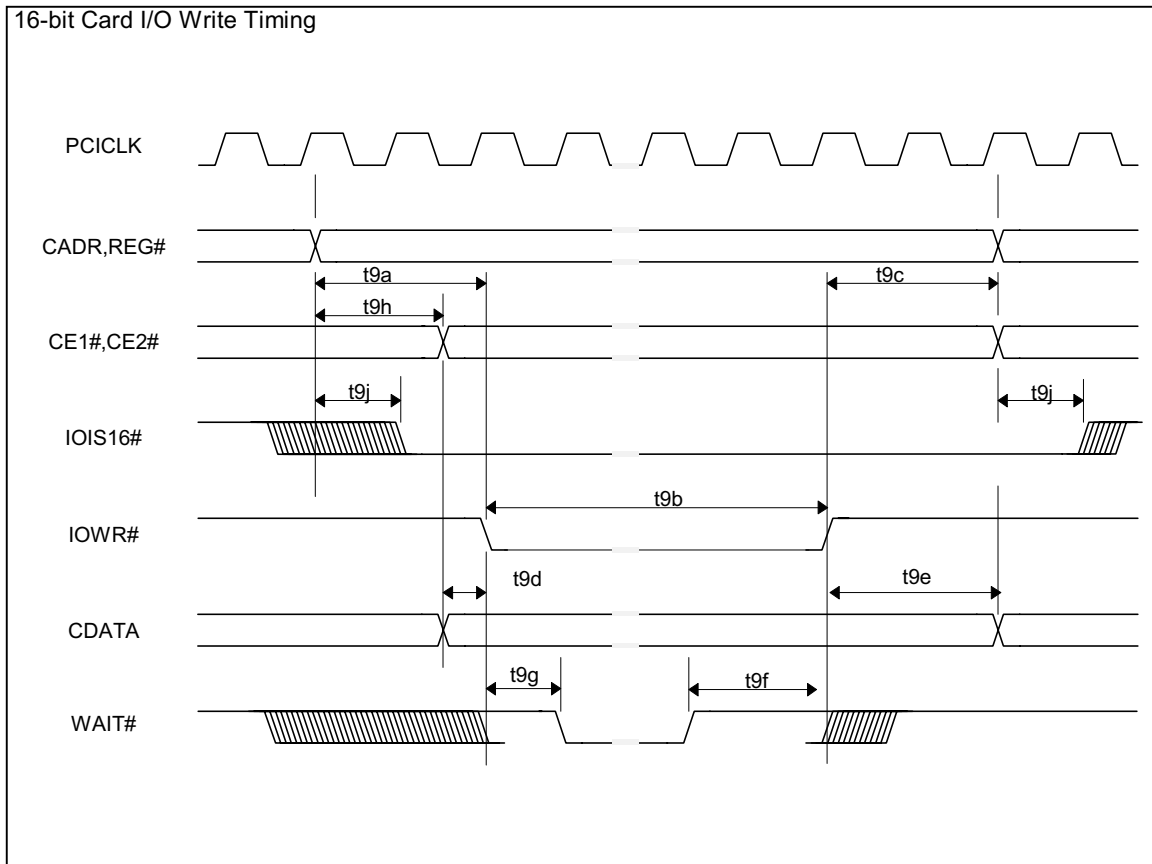 16-bit Card I/O Write Timing
PCICLK
CADR,REG#
t9a
t9c
t9h
CE1#,CE2#
t9j
t9j
IOIS16#
t9b
IOWR#
t9d
t9e
CDATA
t9g
t9f
WAIT#